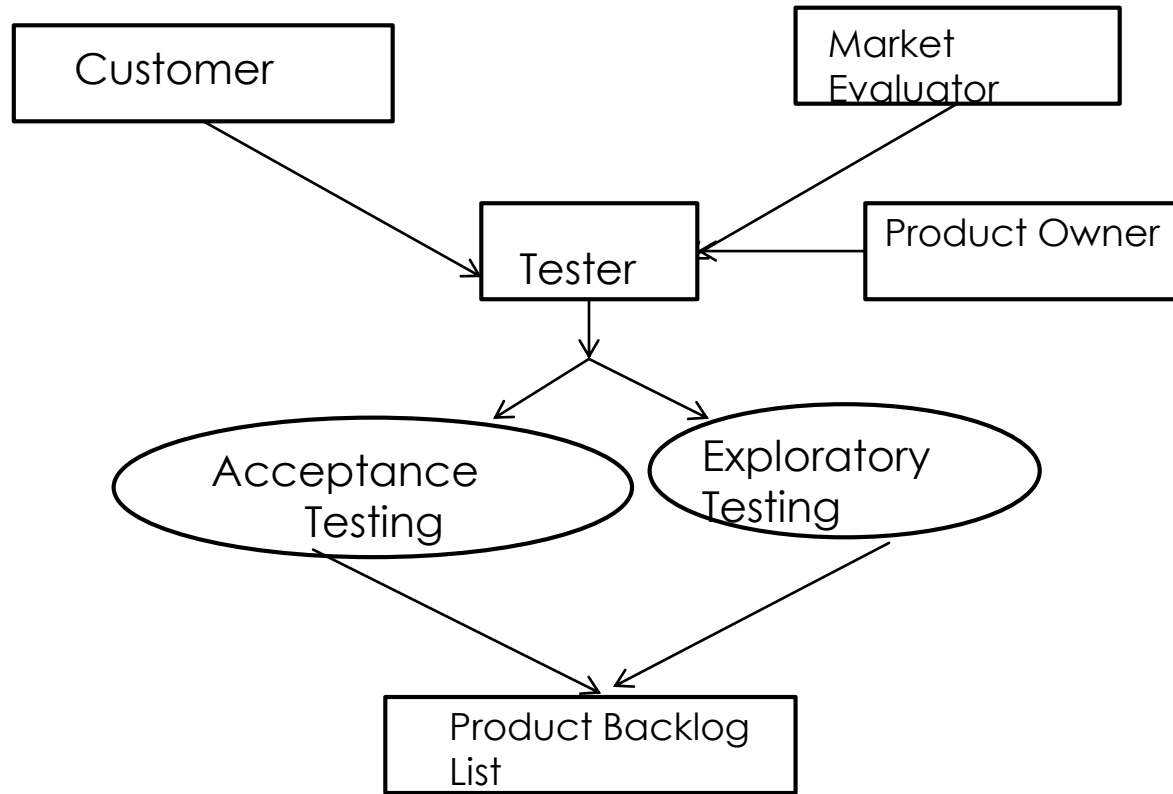 Customer
Market
Evaluator
Product Owner
Tester
Acceptance
Testing
Exploratory
Testing
Product Backlog
List